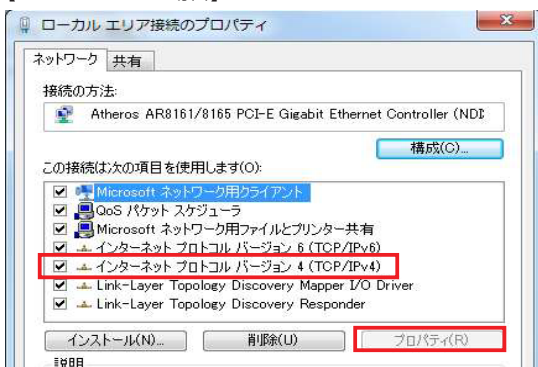 ローカル エリア接続のプロパティ
ネットワーク 共有
接続の方法:
Atheros AR8161/8165 PCI-E Gigabit Ethernet Controller (NDI
構成(C)...
この接続は次の項目を使用します(O):
Microsoft ネットワーク用クライアント
QoS パケット スケジューラ
Microsoft ネットワーク用ファイルとプリンター共有
インターネット プロトコル バージョン 6 (TCP/IPv6)
インターネット プロトコル バージョン 4 (TCP/IPv4)
Link-Layer Topology Discovery Mapper I/O Driver
Link-Layer Topology Discovery Responder
インストール(N)... 削除(U) プロパティ(R)
説明